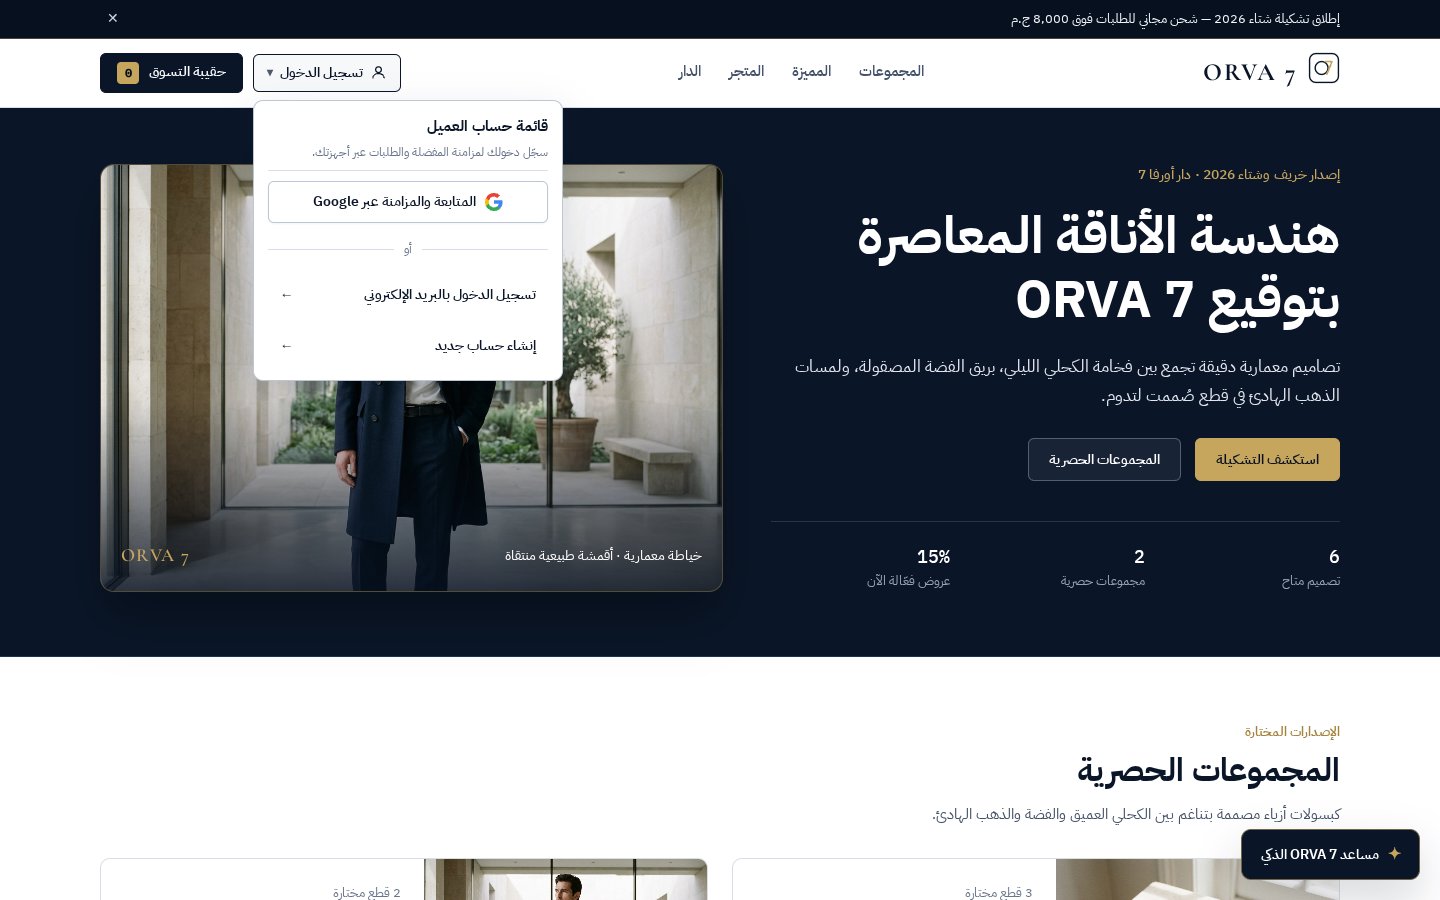 إطلاق تشكيلة شتاء 2026 — شحن مجاني للطلبات فوق 8,000 ج.م
✕
ORVA 7
المجموعات
المميزة
المتجر
الدار
تسجيل الدخول ▾
حقيبة التسوق 0
قائمة حساب العميل
سجّل دخولك لمزامنة المفضلة والطلبات عبر أجهزتك.
المتابعة والمزامنة عبر Google
أو
تسجيل الدخول بالبريد الإلكتروني ←
إنشاء حساب جديد ←
إصدار خريف وشتاء 2026 · دار أورفا 7
هندسة الأناقة المعاصرة
بتوقيع ORVA 7
تصاميم معمارية دقيقة تجمع بين فخامة الكحلي الليلي، بريق الفضة المصقولة، ولمسات
الذهب الهادئ في قطع صُممت لتدوم.
استكشف التشكيلة
المجموعات الحصرية
6
تصميم متاح
2
مجموعات حصرية
15%
عروض فعّالة الآن
خياطة معمارية · أقمشة طبيعية منتقاة
ORVA 7
الإصدارات المختارة
المجموعات الحصرية
كبسولات أزياء مصممة بتناغم بين الكحلي العميق والفضة والذهب الهادئ.
3 قطع مختارة
2 قطع مختارة
✦ مساعد ORVA 7 الذكي